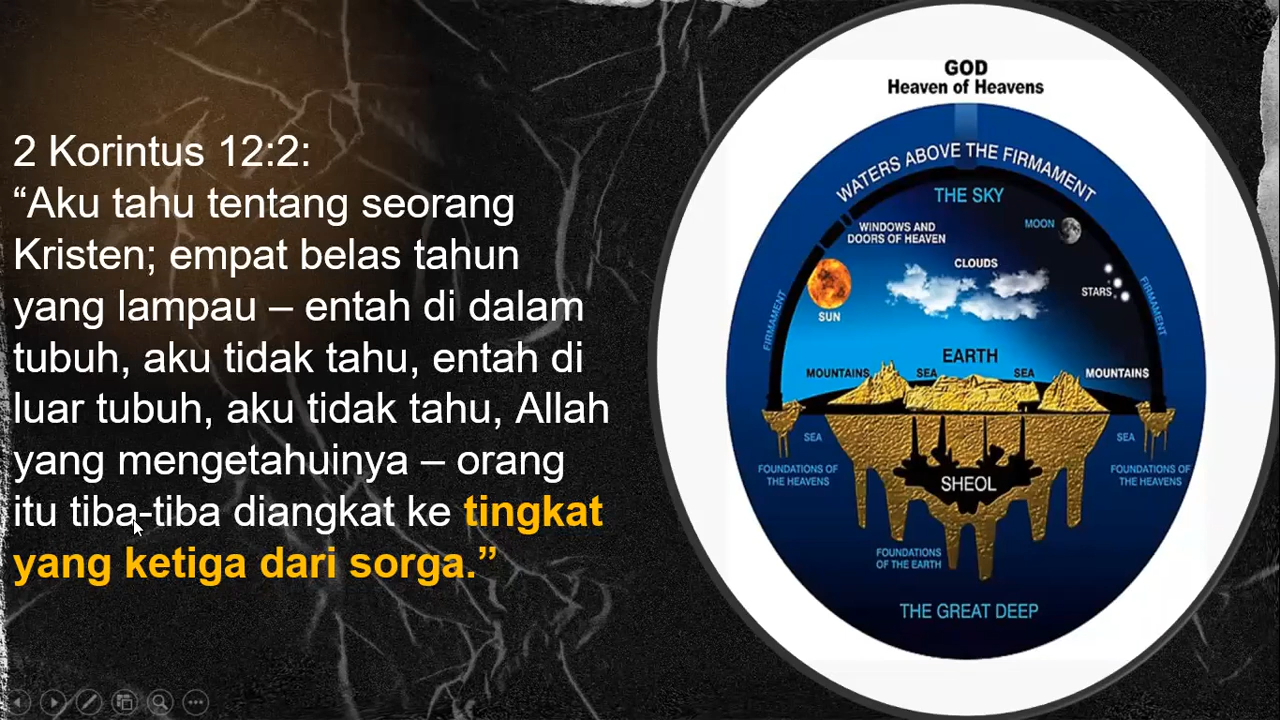 2 Korintus 12:2:
“Aku tahu tentang seorang
Kristen; empat belas tahun
yang lampau – entah di dalam
tubuh, aku tidak tahu, entah di
luar tubuh, aku tidak tahu, Allah
yang mengetahuinya – orang
itu tiba-tiba diangkat ke tingkat
yang ketiga dari sorga.”
GOD
Heaven of Heavens
WATERS ABOVE THE FIRMAMENT
THE SKY
WINDOWS AND
DOORS OF HEAVEN
MOON
CLOUDS
STARS
SUN
FIRMAMENT
FIRMAMENT
EARTH
MOUNTAINS
SEA
SEA
MOUNTAINS
SEA
SEA
FOUNDATIONS OF
THE HEAVENS
FOUNDATIONS OF
THE HEAVENS
SHEOL
FOUNDATIONS
OF THE EARTH
THE GREAT DEEP